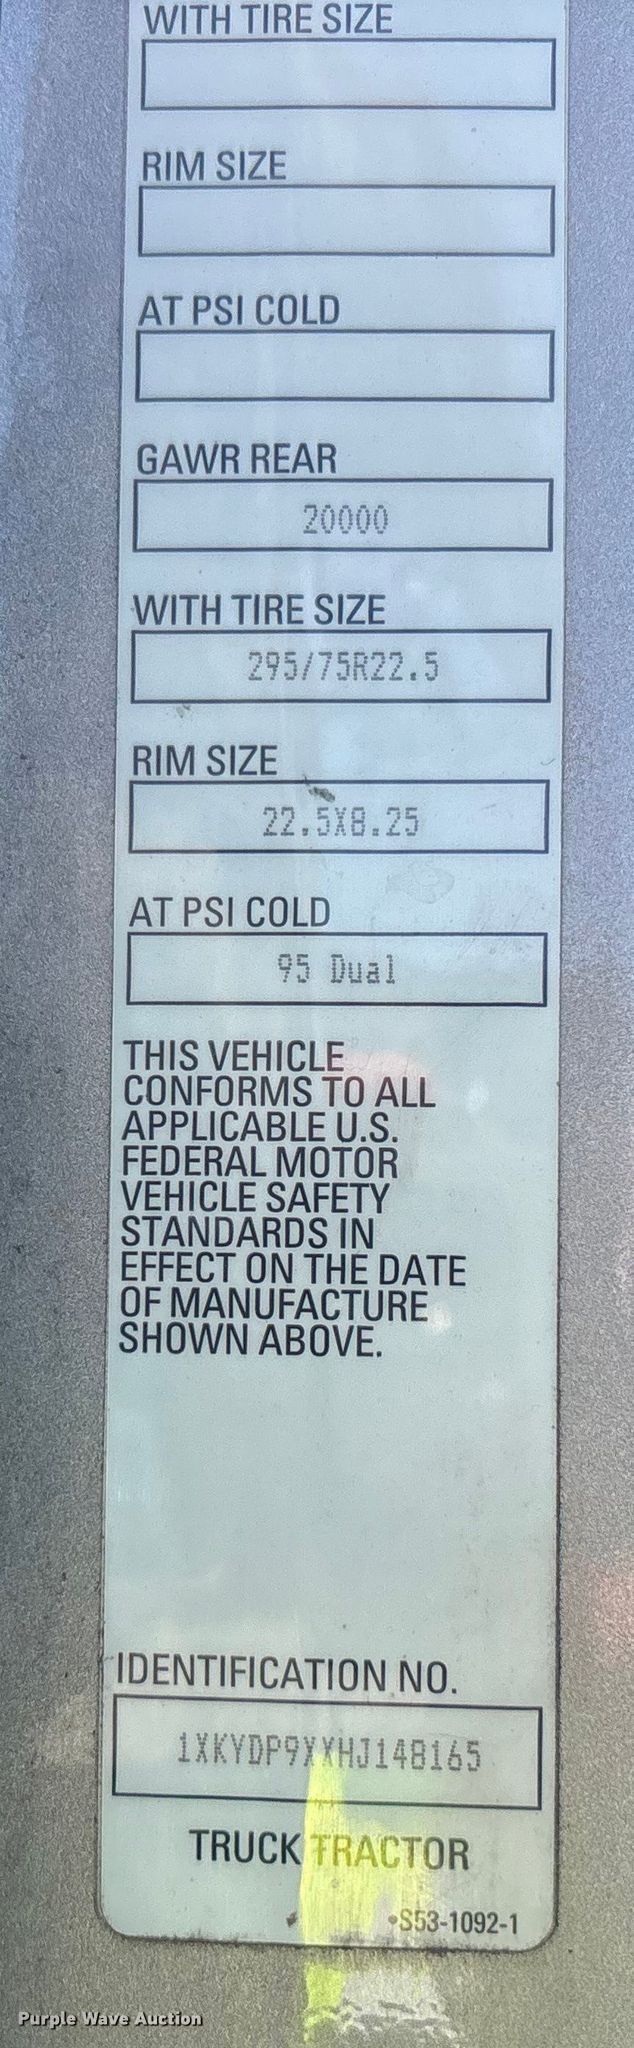 WITH TIRE SIZE
RIM SIZE
AT PSI COLD
GAWR REAR
20000
WITH TIRE SIZE
295/75R22.5
RIM SIZE
22.5X8.25
AT PSI COLD
95 Dual
THIS VEHICLE
CONFORMS TO ALL
APPLICABLE U.S.
FEDERAL MOTOR
VEHICLE SAFETY
STANDARDS IN
EFFECT ON THE DATE
OF MANUFACTURE
SHOWN ABOVE.
IDENTIFICATION NO.
1XKYDP9XXHJ148165
TRUCK TRACTOR
•S53-1092-1
Purple Wave Auction